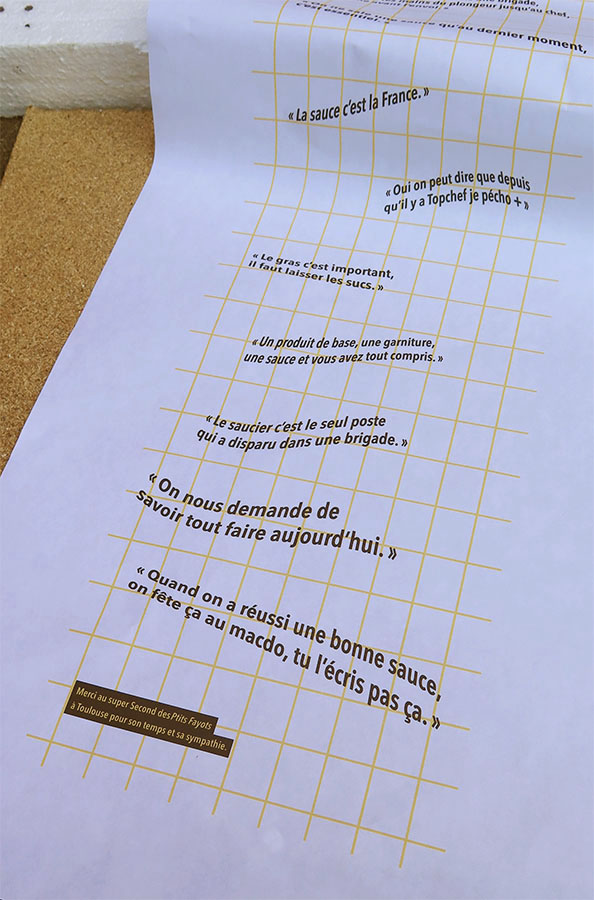 brigade,
mains du plongeur jusqu'au chef,
c'est essentiel.
qu'au dernier moment,
« La sauce c'est la France. »
« Oui on peut dire que depuis
qu'il y a Topchef je pécho + »
« Le gras c'est important,
il faut laisser les sucs. »
« Un produit de base, une garniture,
une sauce et vous avez tout compris. »
« Le saucier c'est le seul poste
qui a disparu dans une brigade. »
« On nous demande de
savoir tout faire aujourd'hui. »
« Quand on a réussi une bonne sauce,
on fête ça au macdo, tu l'écris pas ça. »
Merci au super Second des Ptits Fayots
à Toulouse pour son temps et sa sympathie.